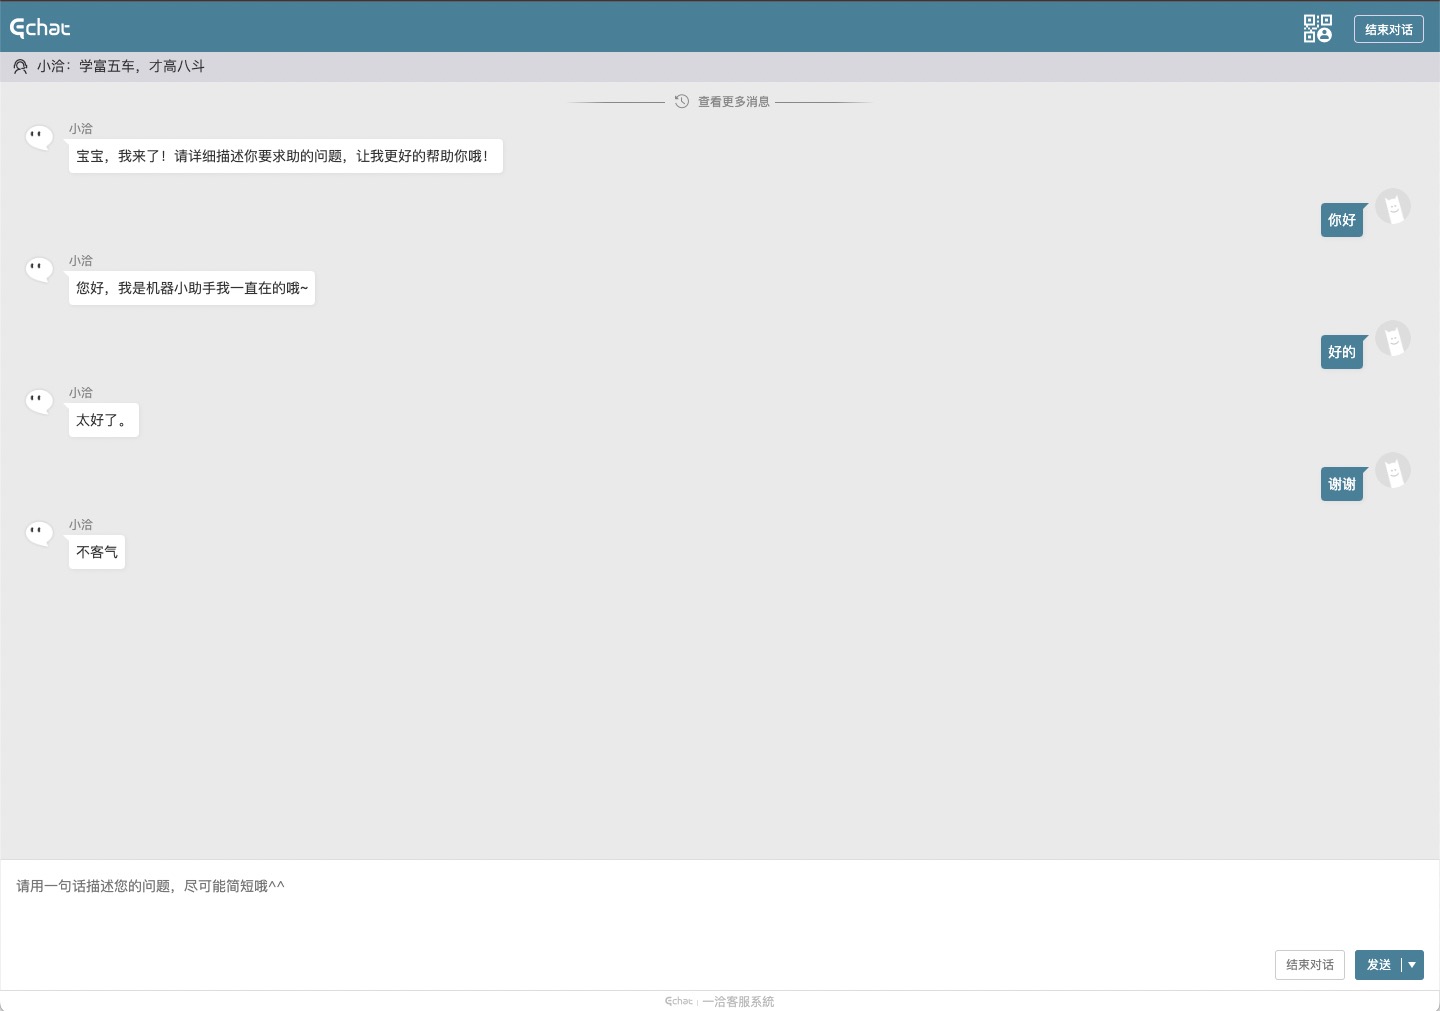 Echat
结束对话
小洽：学富五车，才高八斗
查看更多消息
小洽
宝宝，我来了！请详细描述你要求助的问题，让我更好的帮助你哦！
你好
小洽
您好，我是机器小助手我一直在的哦~
好的
小洽
太好了。
谢谢
小洽
不客气
请用一句话描述您的问题，尽可能简短哦^^
结束对话
发送
Echat | 一洽客服系統